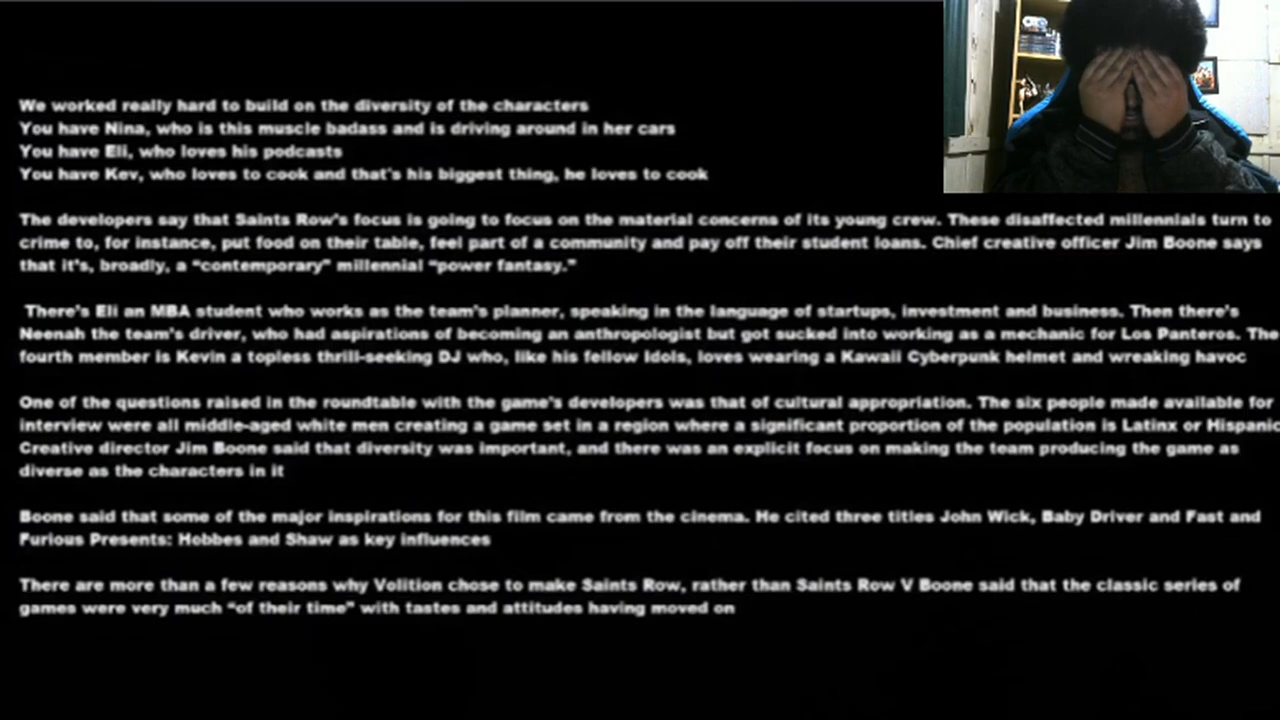 We worked really hard to build on the diversity of the characters
You have Nina, who is this muscle badass and is driving around in her cars
You have Eli, who loves his podcasts
You have Kev, who loves to cook and that's his biggest thing, he loves to cook
The developers say that Saints Row's focus is going to focus on the material concerns of its young crew. These disaffected millennials turn to
crime to, for instance, put food on their table, feel part of a community and pay off their student loans. Chief creative officer Jim Boone says
that it's, broadly, a “contemporary” millennial “power fantasy.”
There's Eli an MBA student who works as the team's planner, speaking in the language of startups, investment and business. Then there's
Neenah the team's driver, who had aspirations of becoming an anthropologist but got sucked into working as a mechanic for Los Panteros. The
fourth member is Kevin a topless thrill-seeking DJ who, like his fellow Idols, loves wearing a Kawaii Cyberpunk helmet and wreaking havoc
One of the questions raised in the roundtable with the game's developers was that of cultural appropriation. The six people made available for
interview were all middle-aged white men creating a game set in a region where a significant proportion of the population is Latinx or Hispanic
Creative director Jim Boone said that diversity was important, and there was an explicit focus on making the team producing the game as
diverse as the characters in it
Boone said that some of the major inspirations for this film came from the cinema. He cited three titles John Wick, Baby Driver and Fast and
Furious Presents: Hobbes and Shaw as key influences
There are more than a few reasons why Volition chose to make Saints Row, rather than Saints Row V Boone said that the classic series of
games were very much “of their time” with tastes and attitudes having moved on